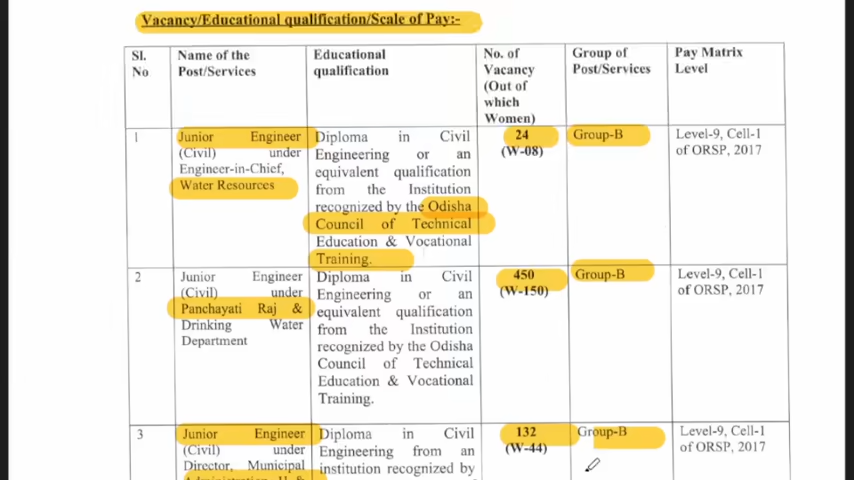 Vacancy/Educational qualification/Scale of Pay:-
Sl. No
Name of the Post/Services
Educational qualification
No. of Vacancy (Out of which Women)
Group of Post/Services
Pay Matrix Level
1
Junior Engineer
(Civil) under
Engineer-in-Chief,
Water Resources
Diploma in Civil
Engineering or an
equivalent qualification
from the Institution
recognized by the Odisha
Council of Technical
Education & Vocational
Training.
24
(W-08)
Group-B
Level-9, Cell-1
of ORSP, 2017
2
Junior Engineer
(Civil) under
Panchayati Raj &
Drinking Water
Department
Diploma in Civil
Engineering or an
equivalent qualification
from the Institution
recognized by the Odisha
Council of Technical
Education & Vocational
Training.
450
(W-150)
Group-B
Level-9, Cell-1
of ORSP, 2017
3
Junior Engineer
(Civil) under
Director, Municipal
Diploma in Civil
Engineering from an
institution recognized by
132
(W-44)
Group-B
Level-9, Cell-1
of ORSP, 2017